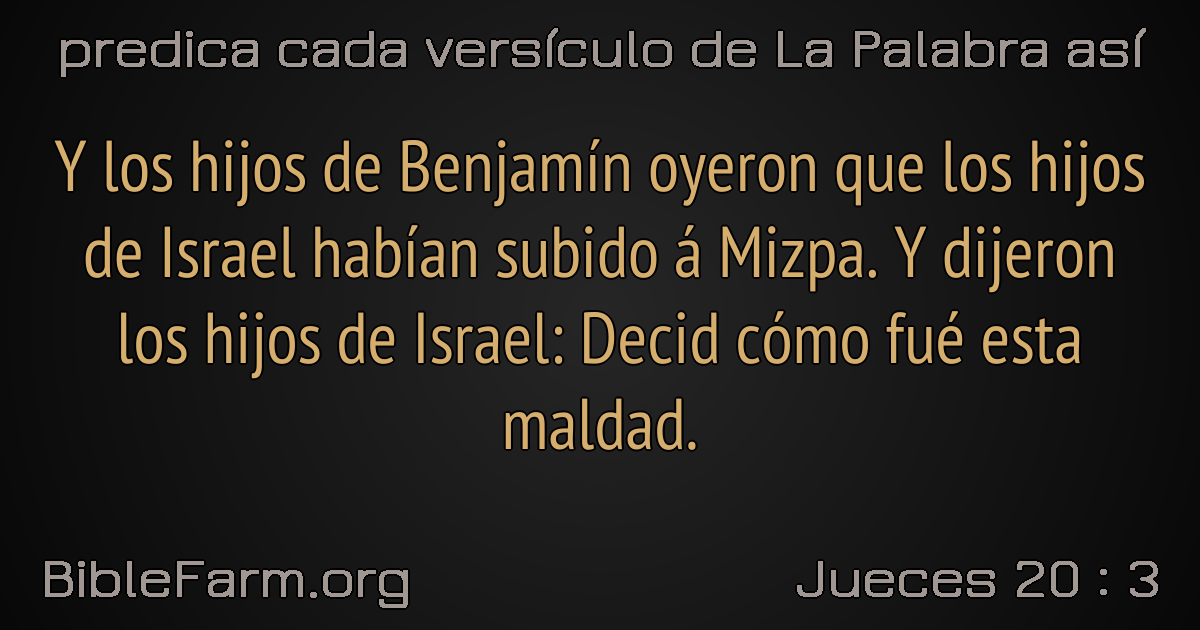 predica cada versículo de La Palabra así
Y los hijos de Benjamín oyeron que los hijos
de Israel habían subido á Mizpa. Y dijeron
los hijos de Israel: Decid cómo fué esta
maldad.
BibleFarm.org
Jueces 20 : 3